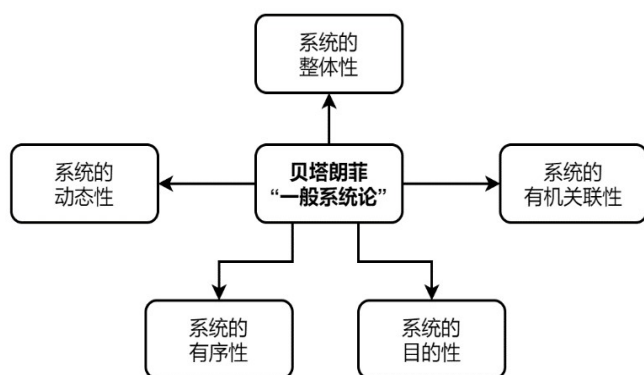 系统的
整体性
系统的
动态性
贝塔朗菲
“一般系统论”
系统的
有机关联性
系统的
有序性
系统的
目的性